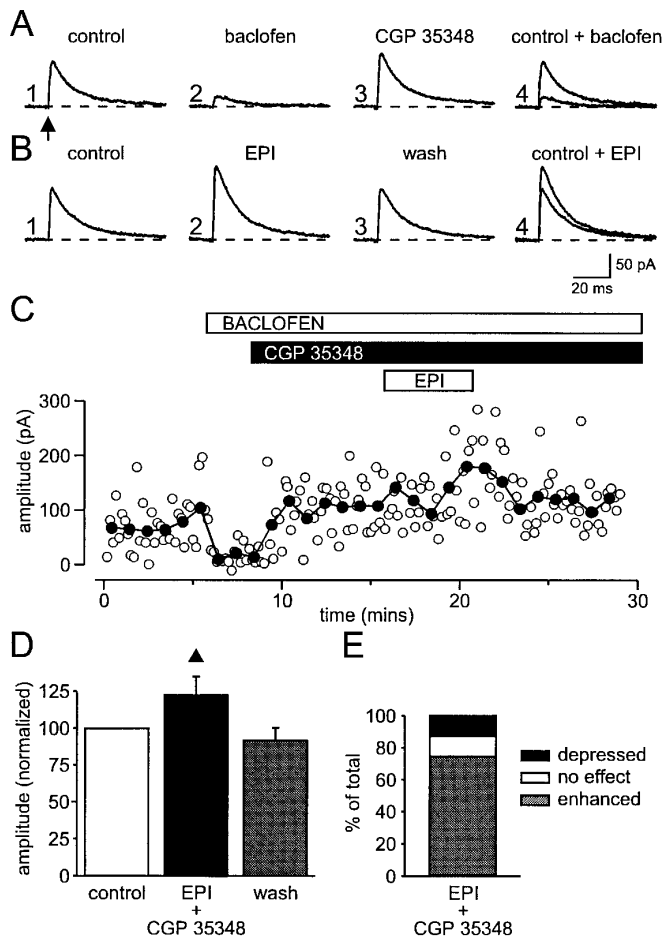 A
control baclofen CGP 35348 control + baclofen
1 2 3 4
B
control EPI wash control + EPI
1 2 3 4
50 pA
20 ms
C
BACLOFEN
CGP 35348
EPI
amplitude (pA)
300
200
100
0
0 10 20 30
time (mins)
D
amplitude (normalized)
125
100
75
50
25
0
control EPI wash
+
CGP 35348
E
% of total
100
80
60
40
20
0
depressed
no effect
enhanced
EPI
+
CGP 35348